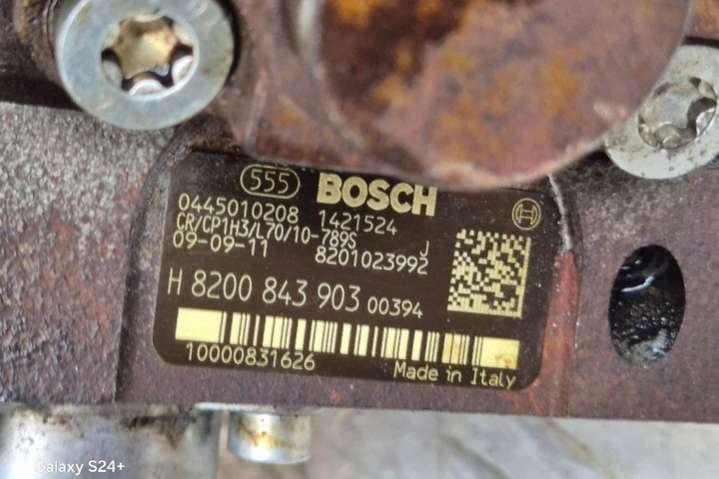 555 BOSCH
0445010208 1421524
CR/CP1H3/L70/10-789S J
09-09-11 8201023992
H 8200 843 903 00394
10000831626
Made in Italy
Galaxy S24+